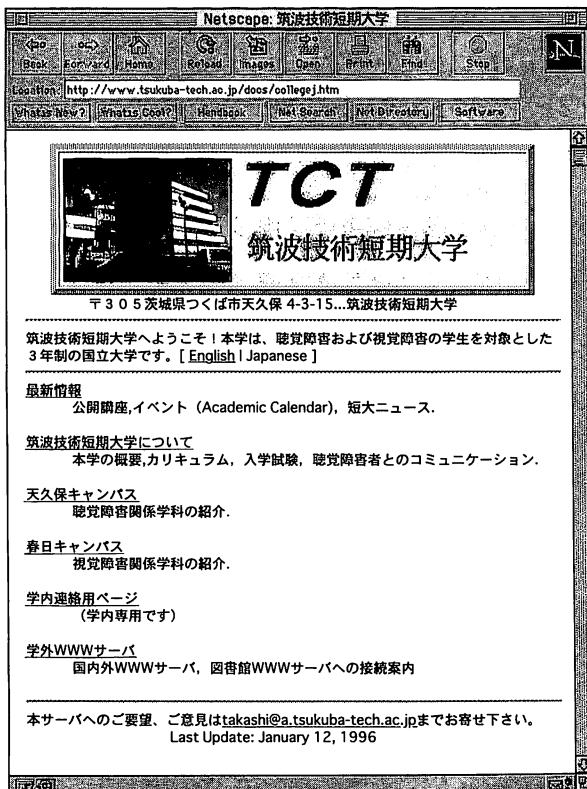 Netscape: 筑波技術短期大学
Back Forward Home Reload Images Open Print Find Stop
Location: http://www.tsukuba-tech.ac.jp/docs/collegej.htm
What's New? What's Cool? Handbook Net Search Net Directory Software
N
TCT
筑波技術短期大学
〒305茨城県つくば市天久保 4-3-15...筑波技術短期大学
筑波技術短期大学へようこそ！本学は、聴覚障害および視覚障害の学生を対象とした
３年制の国立大学です。[ English | Japanese ]
最新情報
公開講座,イベント（Academic Calendar)，短大ニュース.
筑波技術短期大学について
本学の概要,カリキュラム，入学試験，聴覚障害者とのコミュニケーション.
天久保キャンパス
聴覚障害関係学科の紹介.
春日キャンパス
視覚障害関係学科の紹介.
学内連絡用ページ
（学内専用です）
学外WWWサーバ
国内外WWWサーバ，図書館WWWサーバへの接続案内
本サーバへのご要望、ご意見はtakashi@a.tsukuba-tech.ac.jpまでお寄せ下さい。
Last Update: January 12, 1996